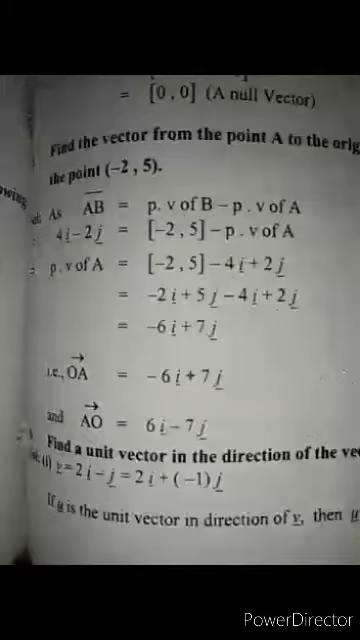 = [0, 0] (A null Vector)
Find the vector from the point A to the orig
the point (−2, 5).
As AB = p. v of B − p. v of A
4i − 2j = [−2, 5] − p. v of A
p. v of A = [−2, 5] − 4i + 2j
= −2i + 5j − 4i + 2j
= −6i + 7j
i.e., OA = −6i + 7j
and AO = 6i − 7j
Find a unit vector in the direction of the vec
(i) v = 2i − j = 2i + (−1)j
If u is the unit vector in direction of v, then u
PowerDirector